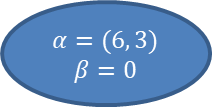 α = (6, 3)
β = 0